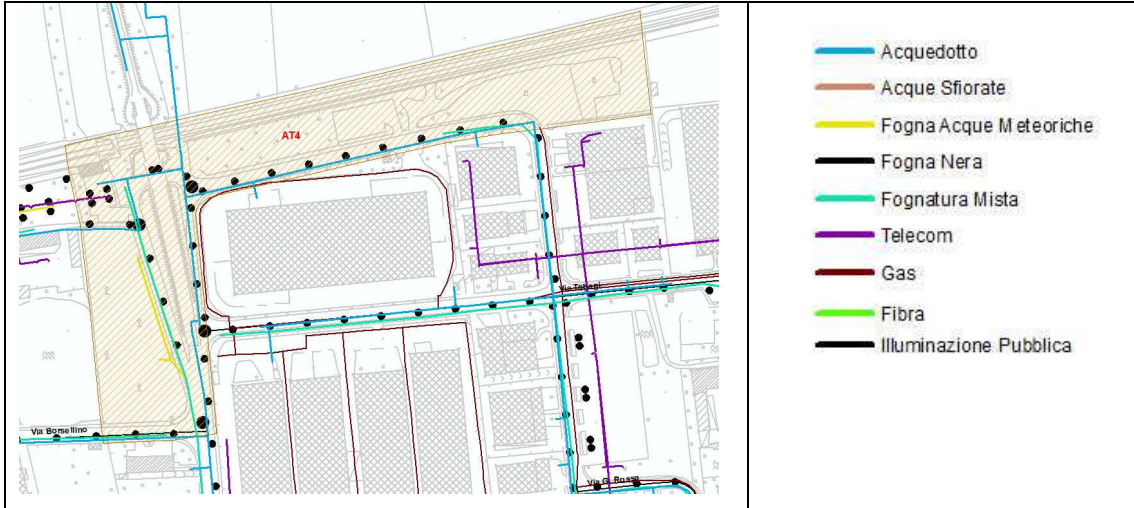 AT4
Via Tobagi
Via Borsellino
Via G. Rossa
Acquedotto
Acque Sfiorate
Fogna Acque Meteoriche
Fogna Nera
Fognatura Mista
Telecom
Gas
Fibra
Illuminazione Pubblica